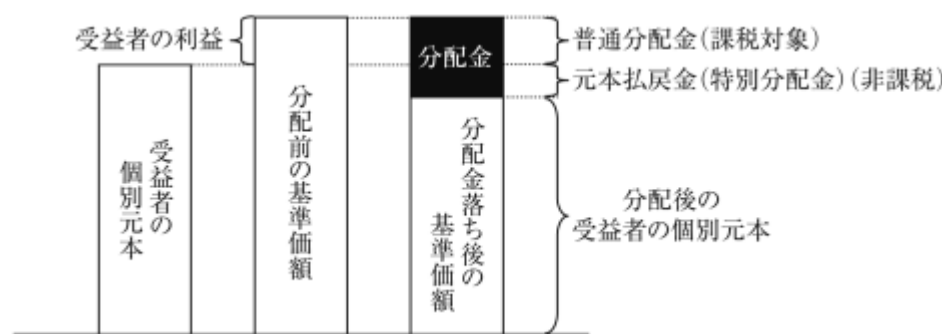 受益者の利益
受益者の
個別元本
分配前の基準価額
分配金
分配金落ち後の
基準価額
普通分配金(課税対象)
元本払戻金(特別分配金)(非課税)
分配後の
受益者の個別元本